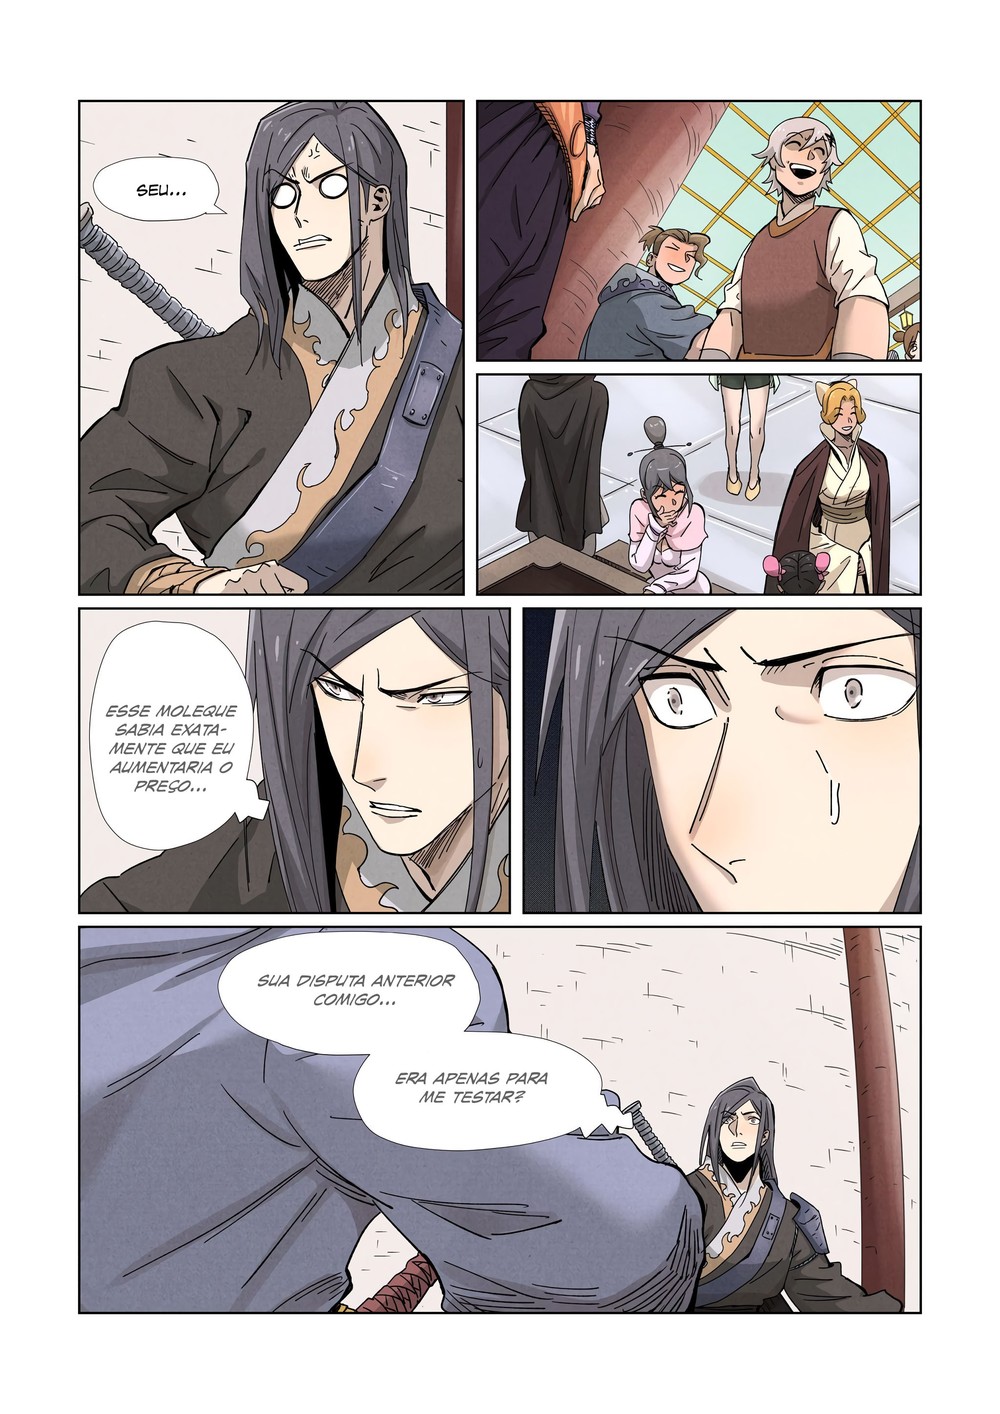 SEU...
ESSE MOLEQUE
SABIA EXATA-
MENTE QUE EU
AUMENTARIA O
PREÇO...
SUA DISPUTA ANTERIOR
COMIGO...
ERA APENAS PARA
ME TESTAR?